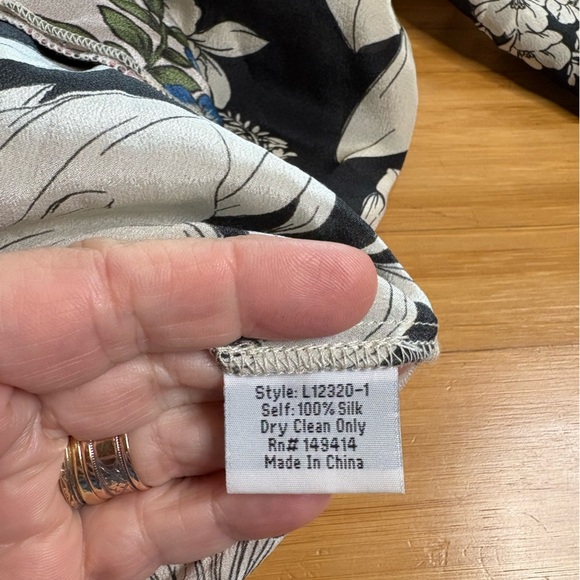 Style: L12320-1
Self: 100% Silk
Dry Clean Only
Rn# 149414
Made In China